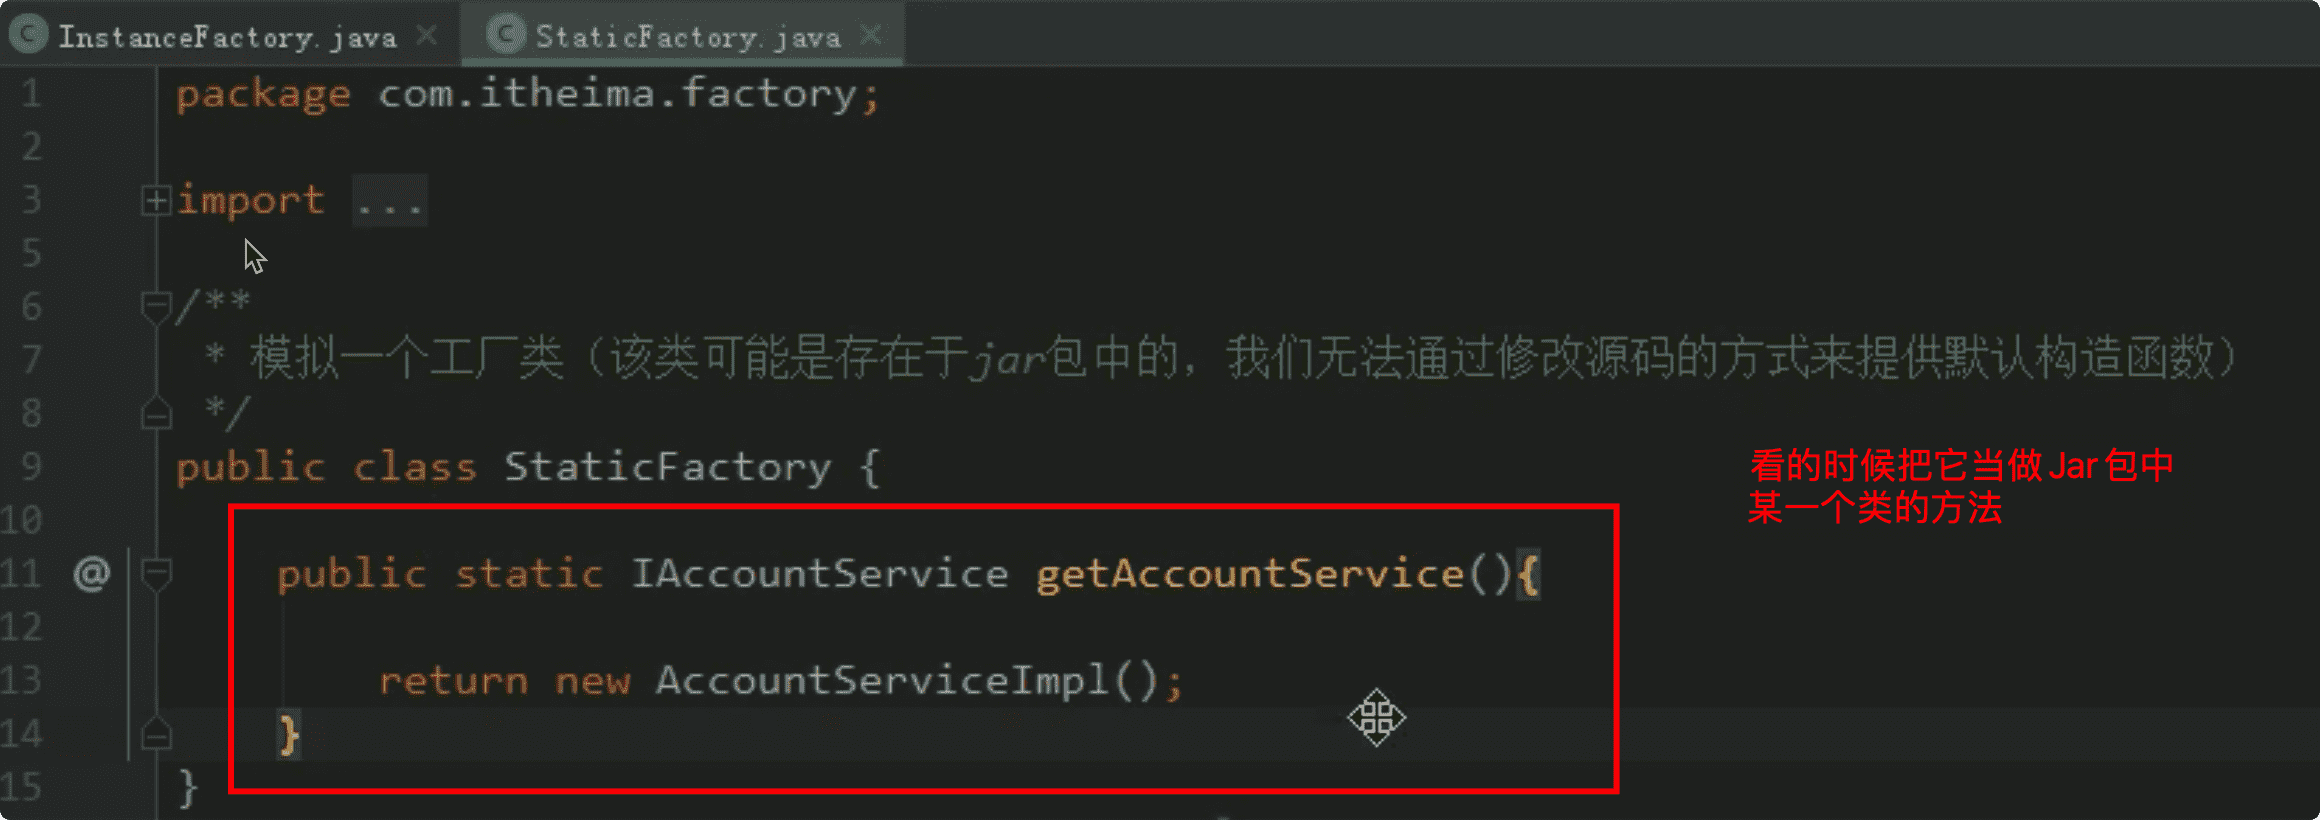 InstanceFactory.java
StaticFactory.java
1 package com.itheima.factory;
2
3 import ...
5
6 /**
7 * 模拟一个工厂类（该类可能是存在于jar包中的，我们无法通过修改源码的方式来提供默认构造函数）
8 */
9 public class StaticFactory {
看的时候把它当做Jar包中
某一个类的方法
10
11 @ public static IAccountService getAccountService(){
12
13 return new AccountServiceImpl();
14 }
15 }